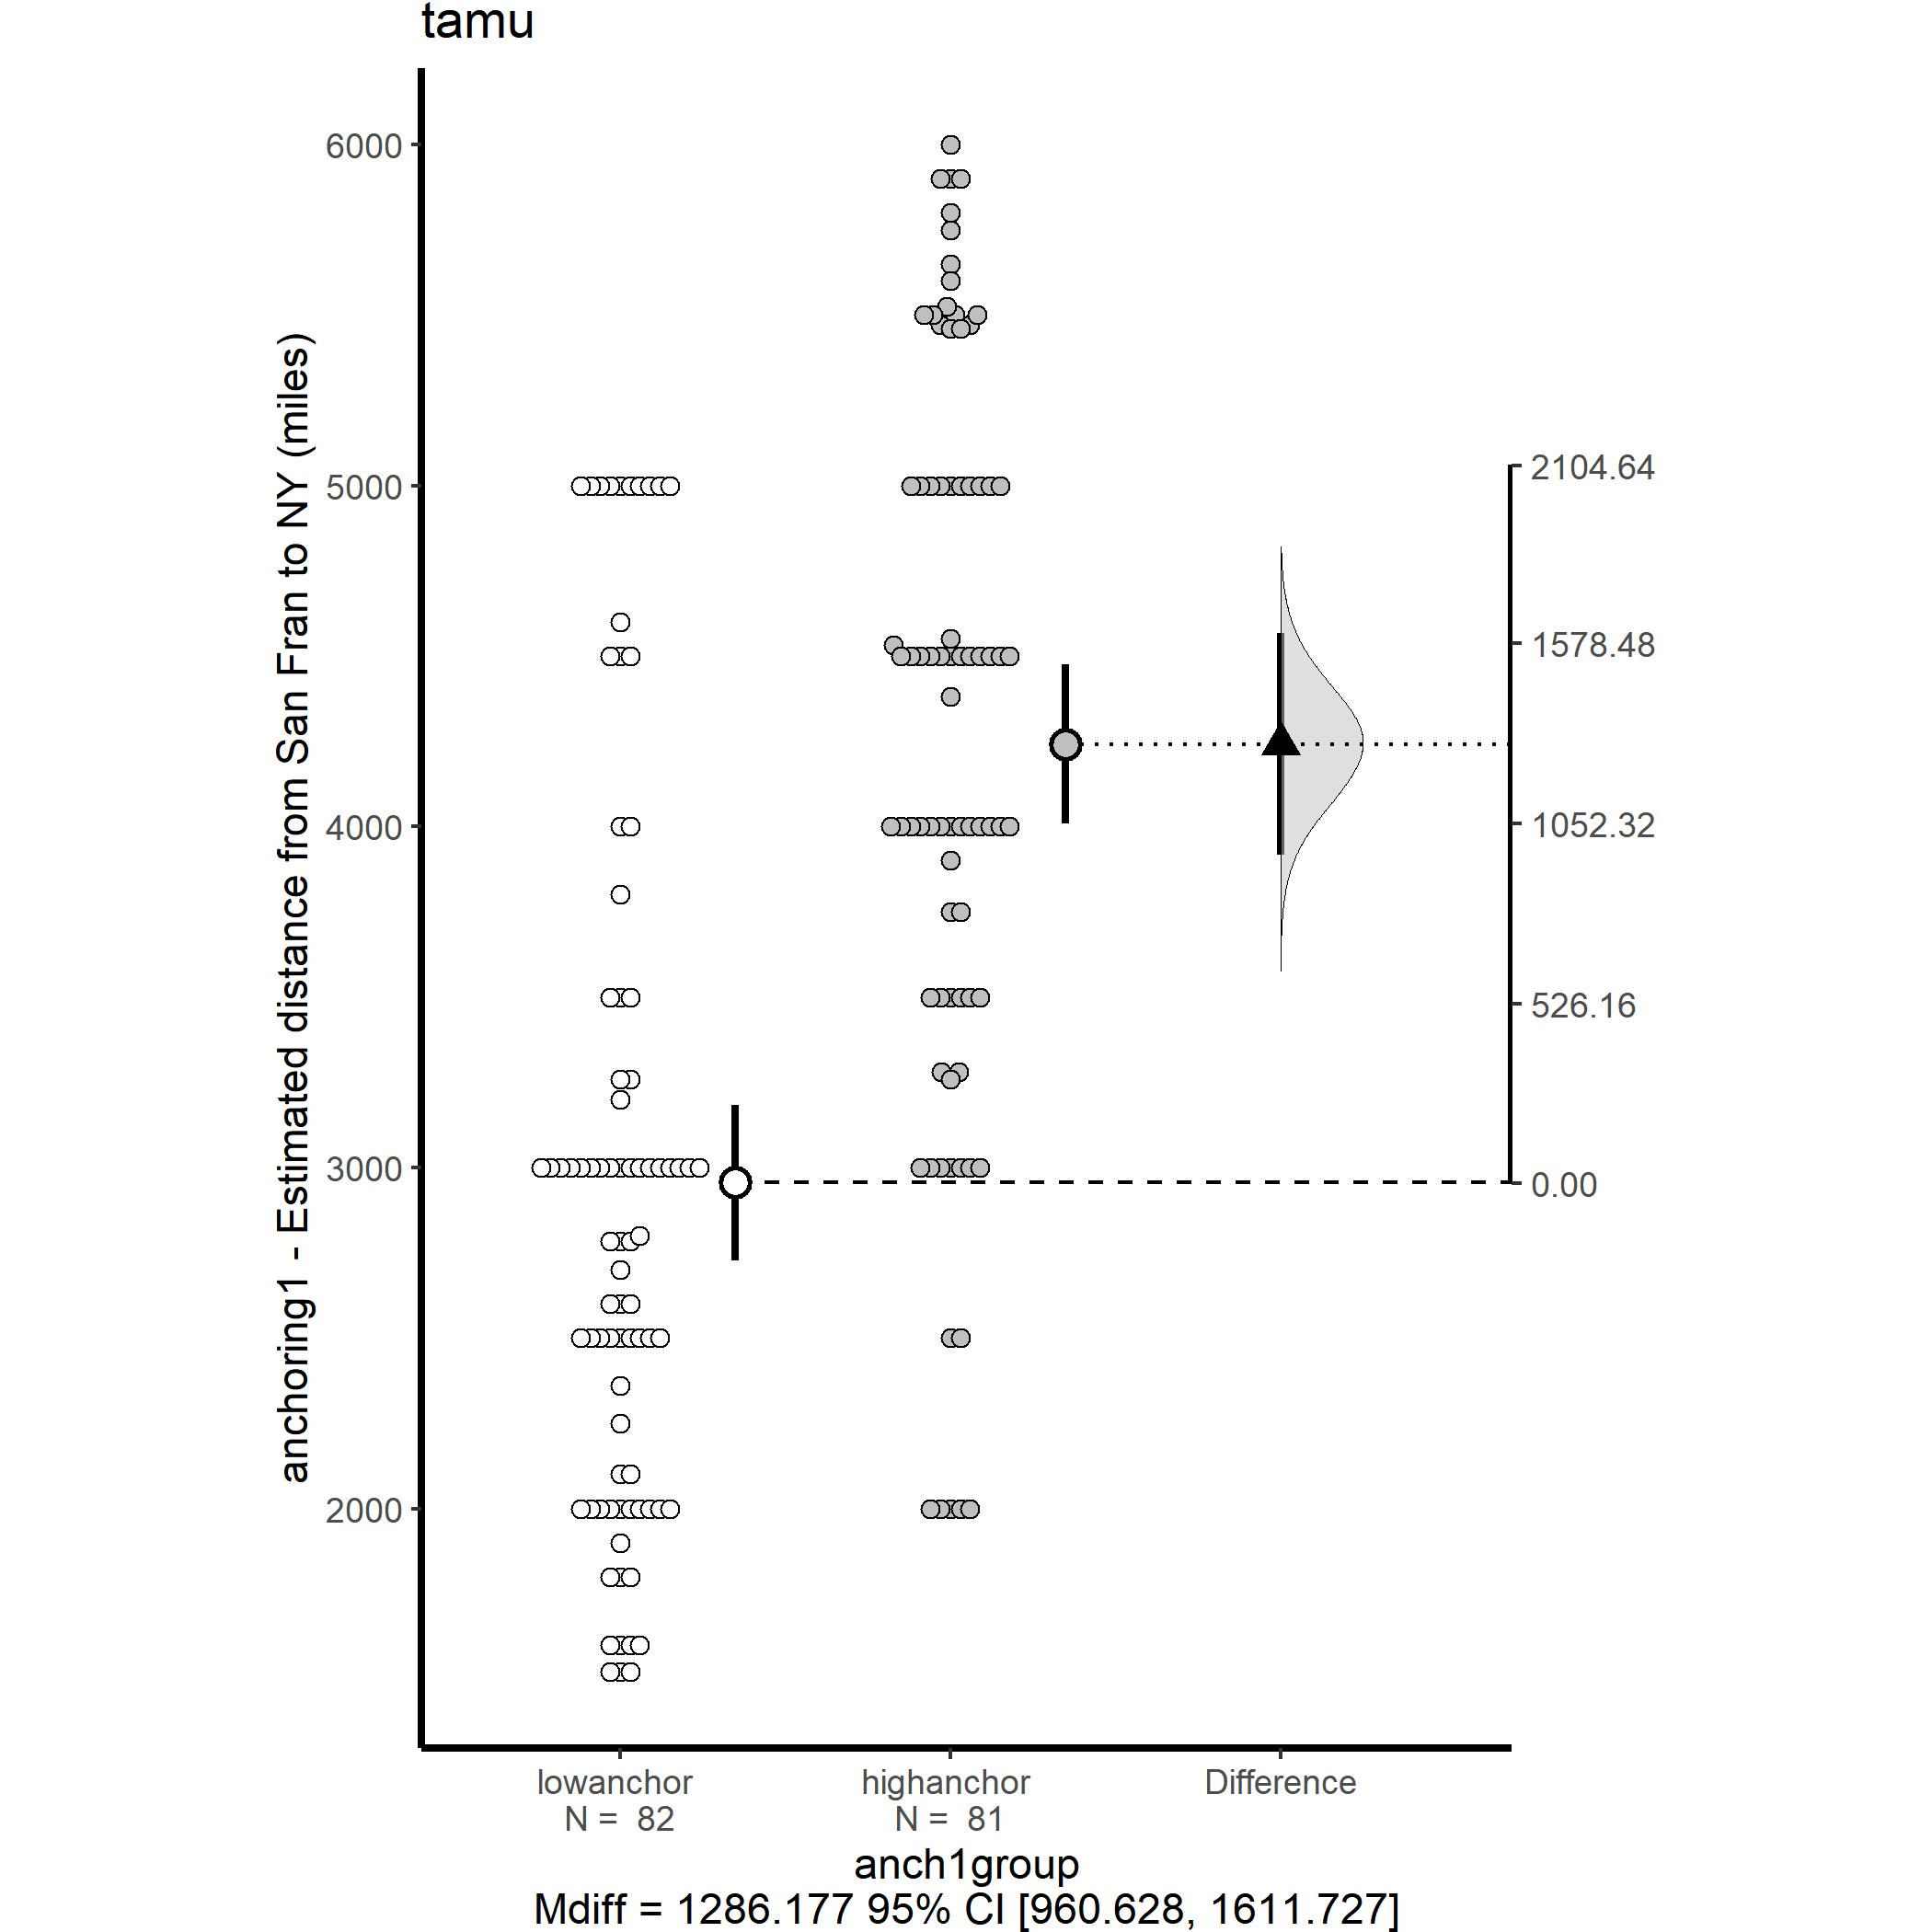 tamu
anchoring1 - Estimated distance from San Fran to NY (miles)
6000
5000
4000
3000
2000
2104.64
1578.48
1052.32
526.16
0.00
lowanchor
N =  82
highanchor
N =  81
Difference
anch1group
Mdiff = 1286.177 95% CI [960.628, 1611.727]